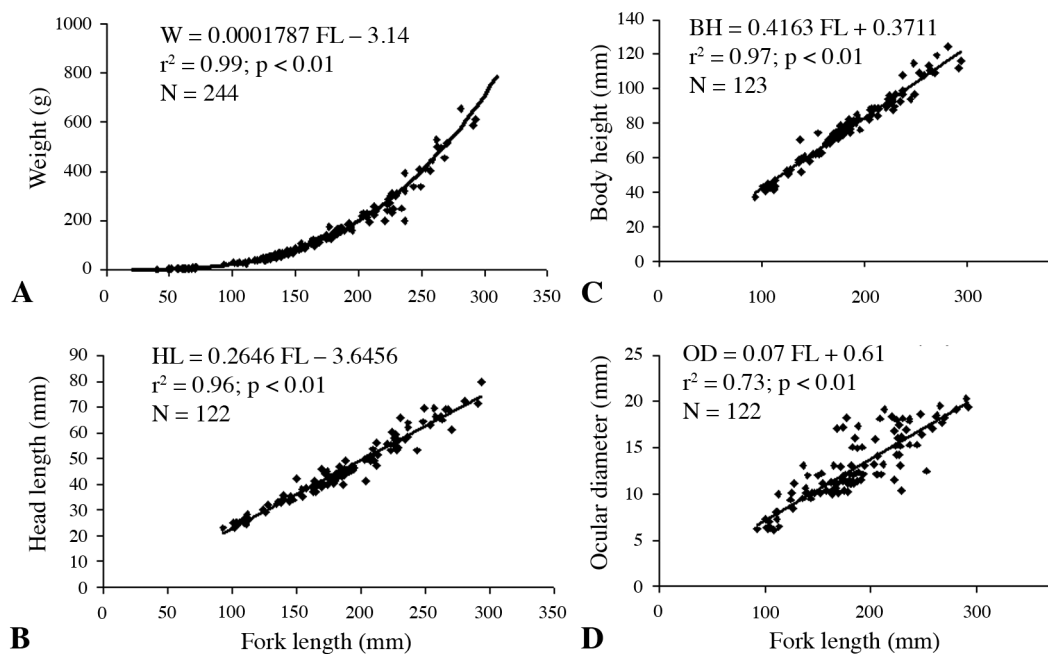 W = 0.0001787 FL – 3.14
r² = 0.99; p < 0.01
N = 244
Weight (g)
1000
800
600
400
200
0
0 50 100 150 200 250 300 350
A
BH = 0.4163 FL + 0.3711
r² = 0.97; p < 0.01
N = 123
Body height (mm)
140
120
100
80
60
40
20
0
0 100 200 300
C
HL = 0.2646 FL – 3.6456
r² = 0.96; p < 0.01
N = 122
Head length (mm)
90
80
70
60
50
40
30
20
10
0
0 50 100 150 200 250 300 350
Fork length (mm)
B
OD = 0.07 FL + 0.61
r² = 0.73; p < 0.01
N = 122
Ocular diameter (mm)
25
20
15
10
5
0
0 100 200 300
Fork length (mm)
D